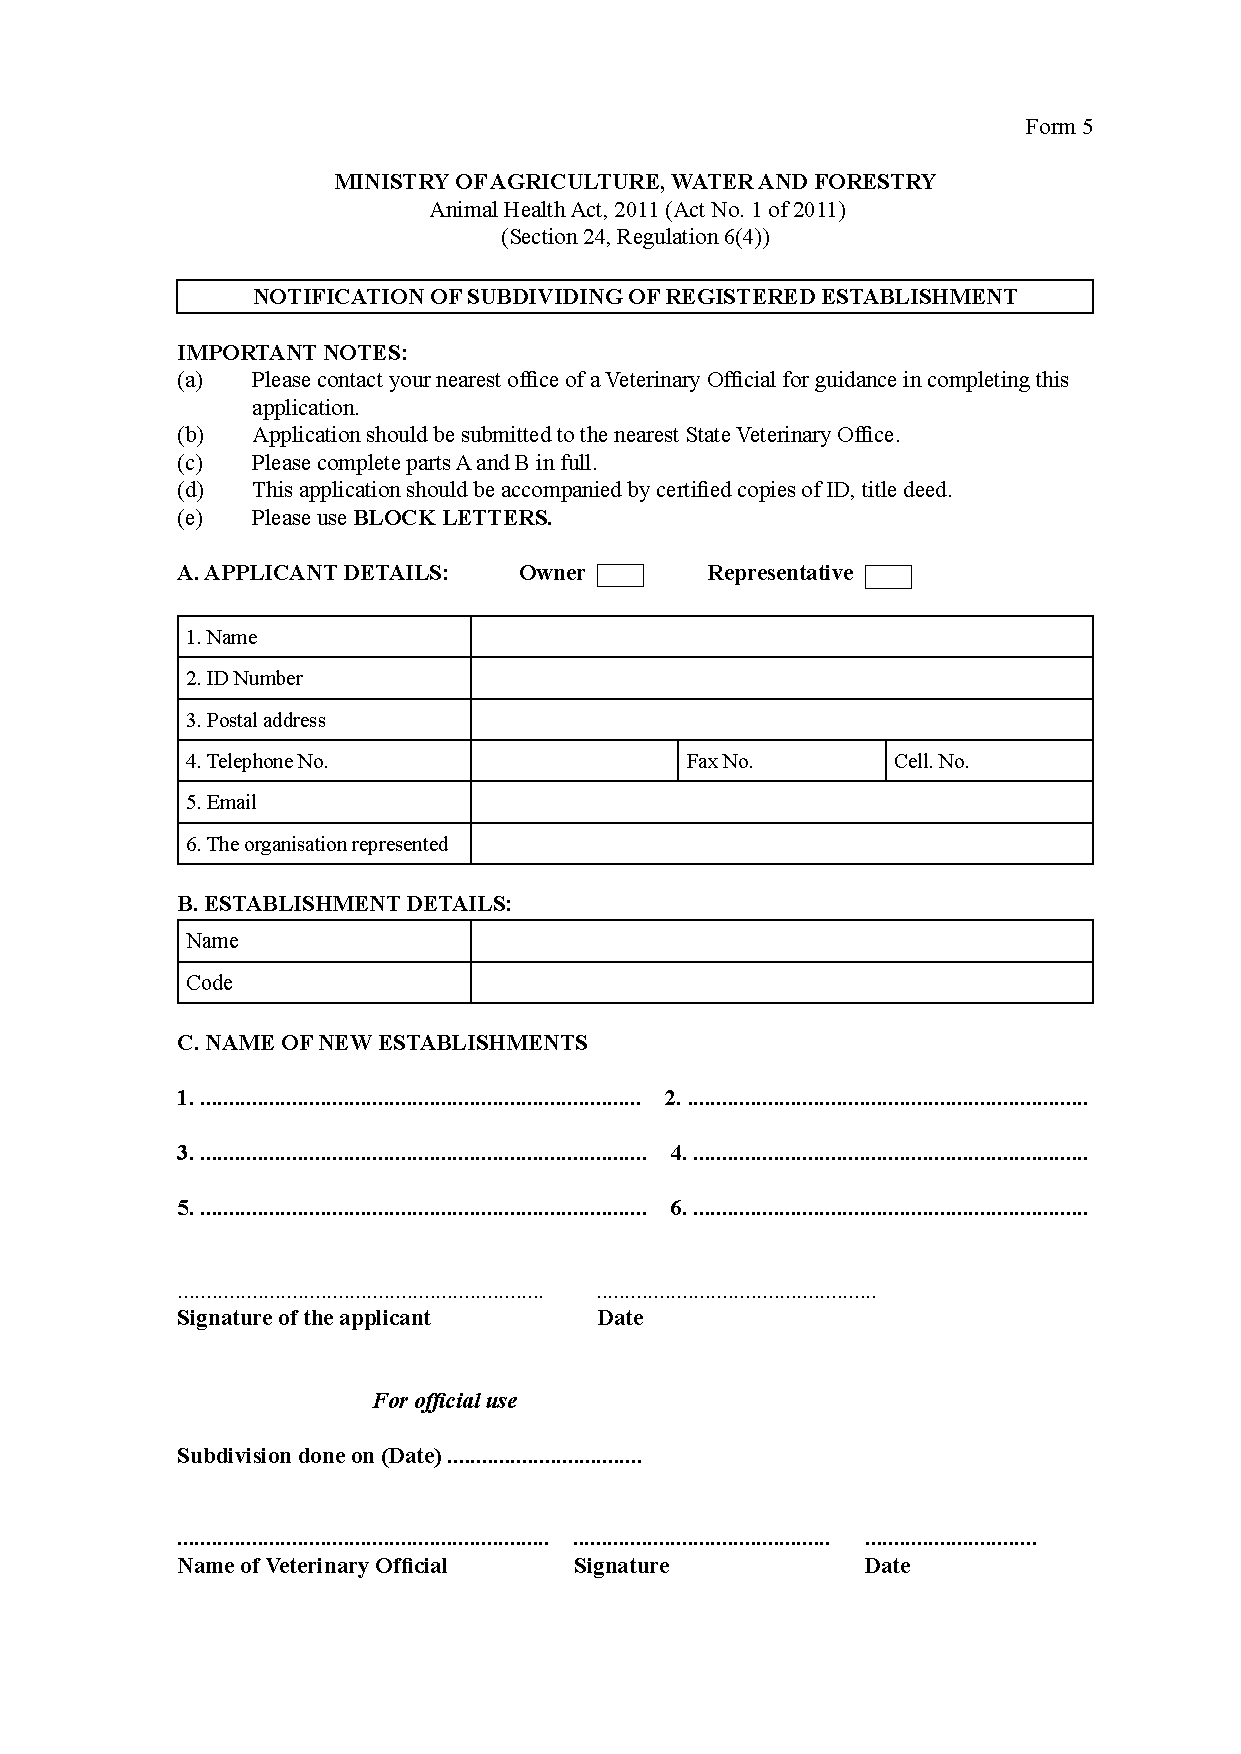 Form 5
MINISTRY OF AGRICULTURE, WATER AND FORESTRY
Animal Health Act, 2011 (Act No. 1 of 2011)
(Section 24, Regulation 6(4))
NOTIFICATION OF SUBDIVIDING OF REGISTERED ESTABLISHMENT
IMPORTANT NOTES:
(a) Please contact your nearest office of a Veterinary Official for guidance in completing this
application.
(b) Application should be submitted to the nearest State Veterinary Office.
(c) Please complete parts A and B in full.
(d) This application should be accompanied by certified copies of ID, title deed.
(e) Please use BLOCK LETTERS.
A. APPLICANT DETAILS: Owner Representative
1. Name
2. ID Number
3. Postal address
4. Telephone No. Fax No. Cell. No.
5. Email
6. The organisation represented
B. ESTABLISHMENT DETAILS:
Name
Code
C. NAME OF NEW ESTABLISHMENTS
1. ............................................................................. 2. ......................................................................
3. .............................................................................. 4. .....................................................................
5. .............................................................................. 6. .....................................................................
................................................................ .................................................
Signature of the applicant Date
For official use
Subdivision done on (Date) ..................................
................................................................. ............................................. ..............................
Name of Veterinary Official Signature Date